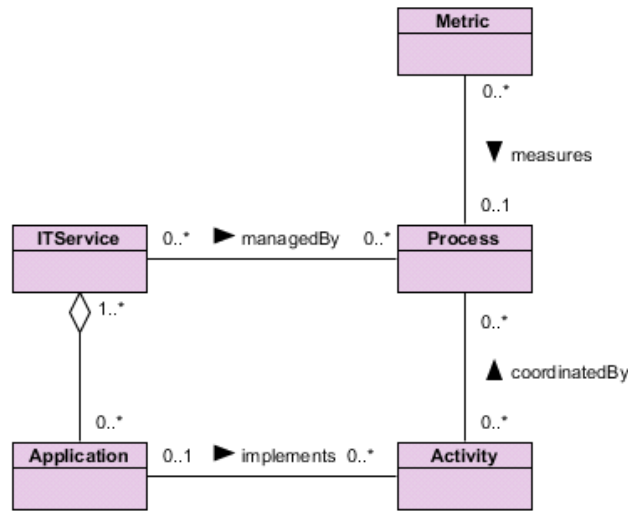 Metric
0..*
measures
0..1
ITService
0..* managedBy 0..*
Process
1..*
0..*
coordinatedBy
0..*
0..*
Application
0..1 implements 0..*
Activity